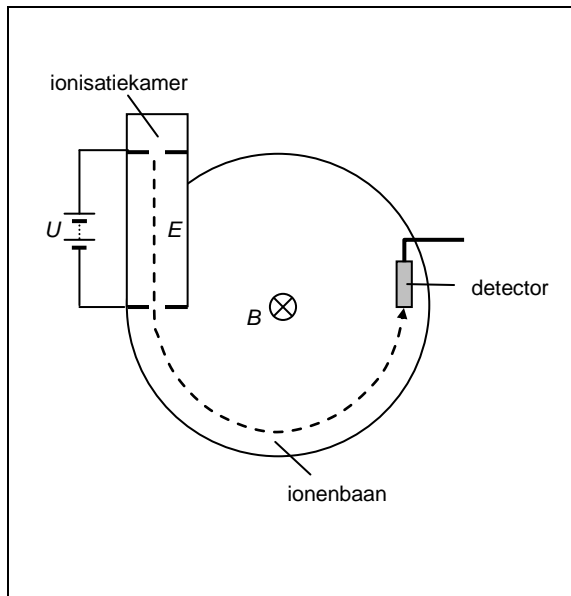 ionisatiekamer
U
E
B
detector
ionenbaan